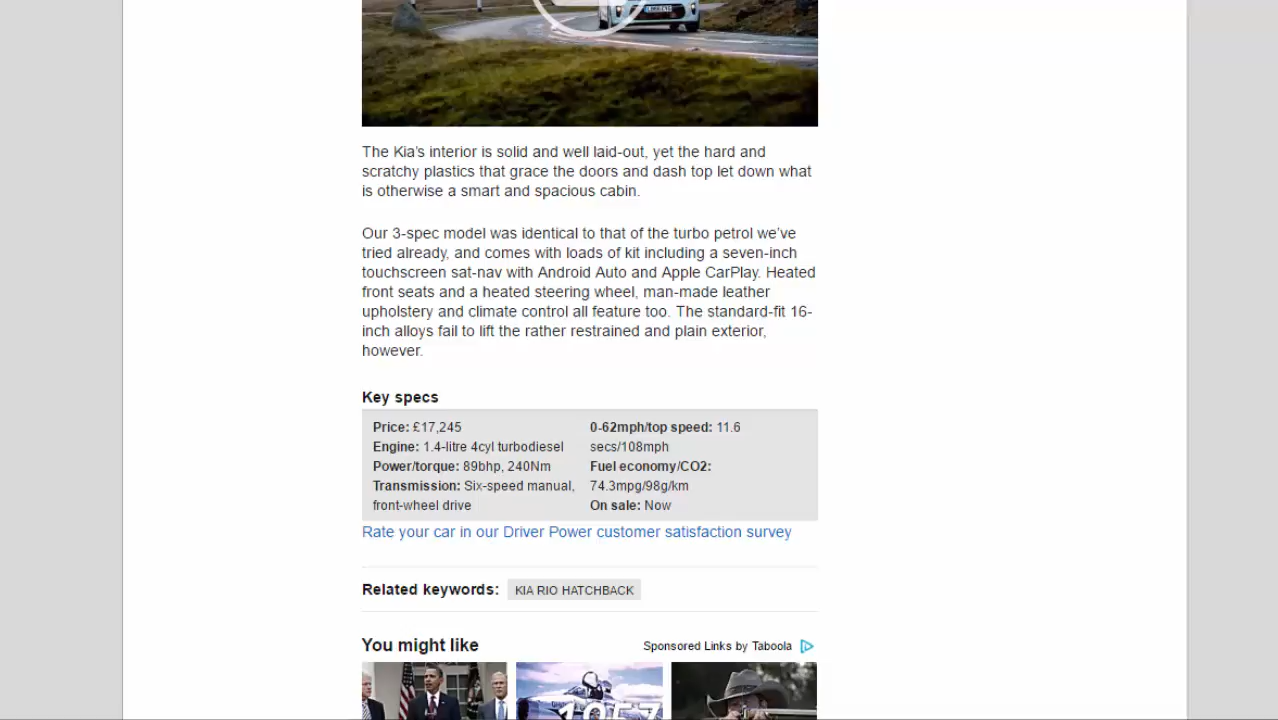 The Kia's interior is solid and well laid-out, yet the hard and
scratchy plastics that grace the doors and dash top let down what
is otherwise a smart and spacious cabin.
Our 3-spec model was identical to that of the turbo petrol we've
tried already, and comes with loads of kit including a seven-inch
touchscreen sat-nav with Android Auto and Apple CarPlay. Heated
front seats and a heated steering wheel, man-made leather
upholstery and climate control all feature too. The standard-fit 16-
inch alloys fail to lift the rather restrained and plain exterior,
however.
Key specs
Price: £17,245
Engine: 1.4-litre 4cyl turbodiesel
Power/torque: 89bhp, 240Nm
Transmission: Six-speed manual,
front-wheel drive
0-62mph/top speed: 11.6
secs/108mph
Fuel economy/CO2:
74.3mpg/98g/km
On sale: Now
Rate your car in our Driver Power customer satisfaction survey
Related keywords: KIA RIO HATCHBACK
You might like
Sponsored Links by Taboola